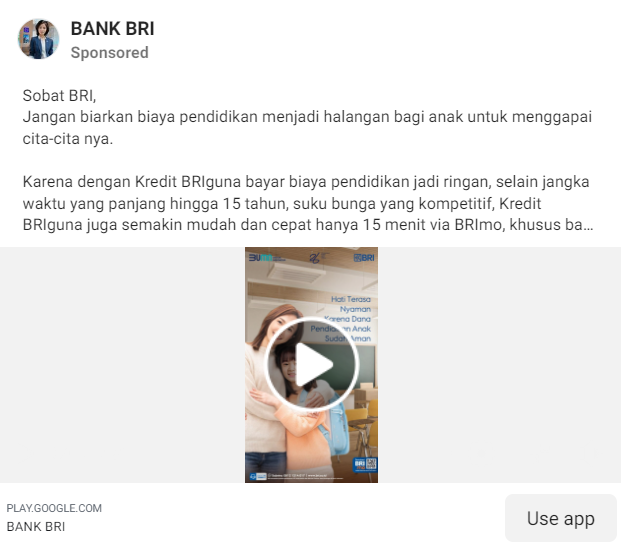 BANK BRI
Sponsored
Sobat BRI,
Jangan biarkan biaya pendidikan menjadi halangan bagi anak untuk menggapai
cita-cita nya.
Karena dengan Kredit BRIguna bayar biaya pendidikan jadi ringan, selain jangka
waktu yang panjang hingga 15 tahun, suku bunga yang kompetitif, Kredit
BRIguna juga semakin mudah dan cepat hanya 15 menit via BRImo, khusus ba...
BRI
Hati Terasa
Nyaman
Karena Dana
Pendidikan Anak
Sudah Aman
BRI
PLAY.GOOGLE.COM
BANK BRI
Use app